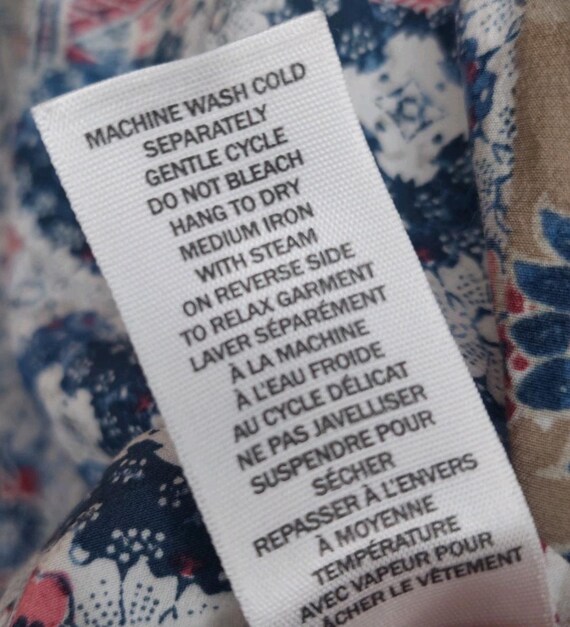 MACHINE WASH COLD
SEPARATELY
GENTLE CYCLE
DO NOT BLEACH
HANG TO DRY
MEDIUM IRON
WITH STEAM
ON REVERSE SIDE
TO RELAX GARMENT
LAVER SÉPARÉMENT
À LA MACHINE
À L'EAU FROIDE
AU CYCLE DÉLICAT
NE PAS JAVELLISER
SUSPENDRE POUR
SÉCHER
REPASSER À L'ENVERS
À MOYENNE
TEMPÉRATURE
AVEC VAPEUR POUR
LE VÊTEMENT